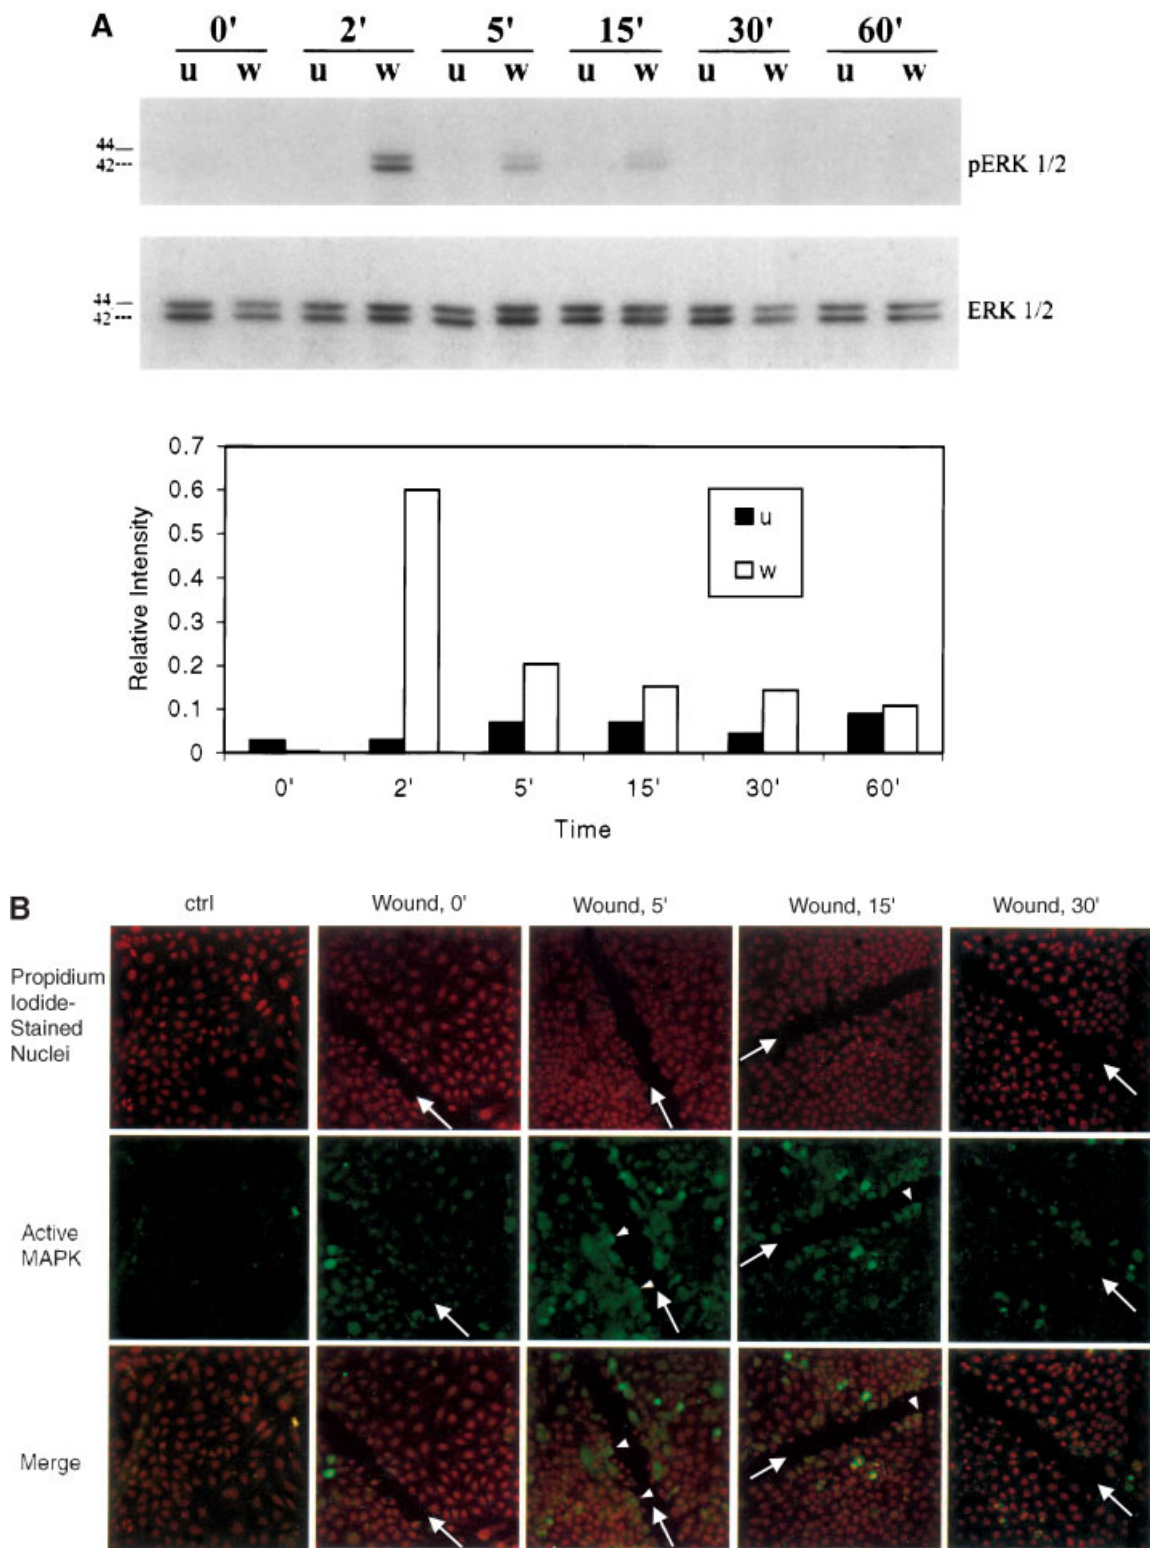 A
0' 2' 5' 15' 30' 60'
u w u w u w u w u w u w
44
42
pERK 1/2
44
42
ERK 1/2
0.7
0.6
0.5
0.4
0.3
0.2
0.1
0
Relative Intensity
u
w
0' 2' 5' 15' 30' 60'
Time
B
ctrl Wound, 0' Wound, 5' Wound, 15' Wound, 30'
Propidium
Iodide-
Stained
Nuclei
Active
MAPK
Merge